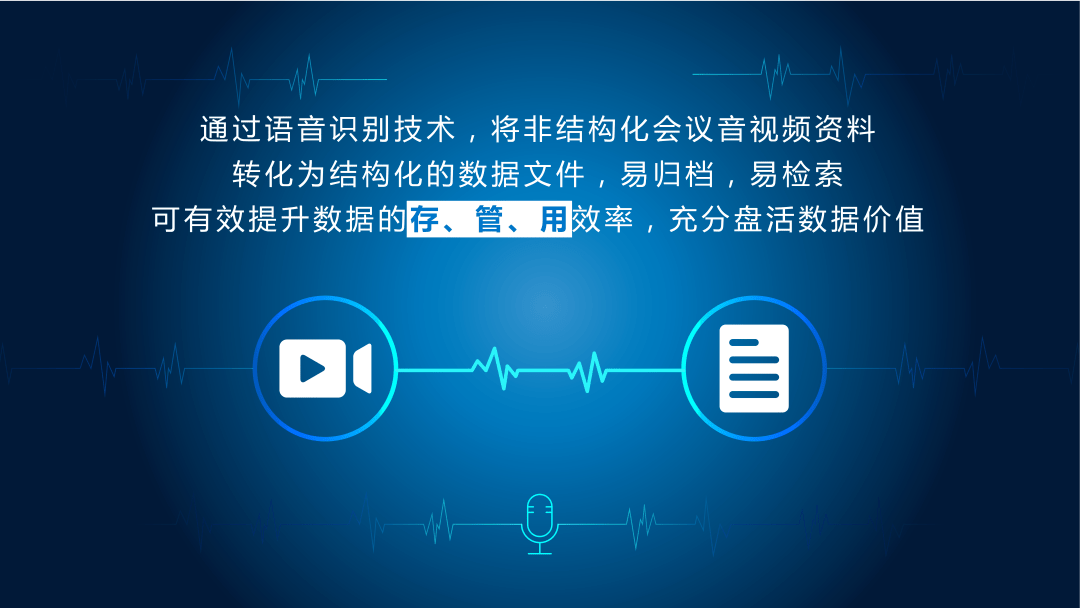 通过语音识别技术，将非结构化会议音视频资料
转化为结构化的数据文件，易归档，易检索
可有效提升数据的存、管、用效率，充分盘活数据价值